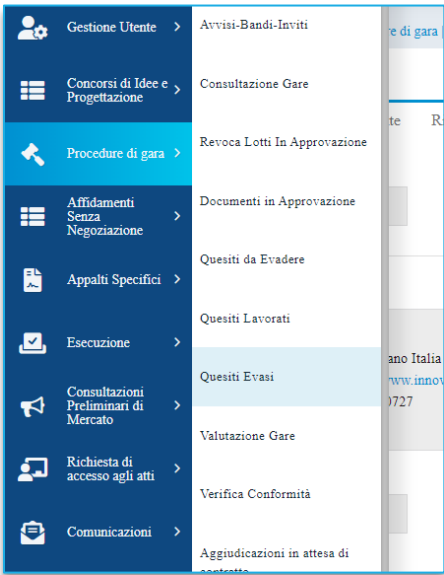 Gestione Utente
Concorsi di Idee e
Progettazione
Procedure di gara
Affidamenti
Senza
Negoziazione
Appalti Specifici
Esecuzione
Consultazioni
Preliminari di
Mercato
Richiesta di
accesso agli atti
Comunicazioni
Avvisi-Bandi-Inviti
Consultazione Gare
Revoca Lotti In Approvazione
Documenti in Approvazione
Quesiti da Evadere
Quesiti Lavorati
Quesiti Evasi
Valutazione Gare
Verifica Conformità
Aggiudicazioni in attesa di
re di gara |
te R
ano Italia
www.innov
0727